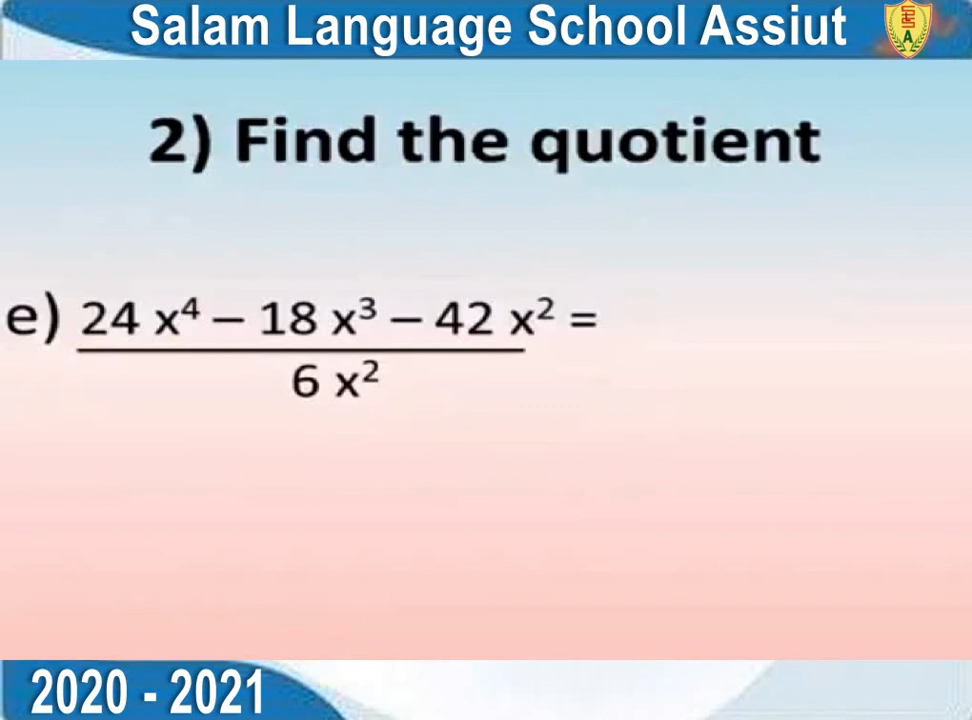 Salam Language School Assiut
2) Find the quotient
e) 24 x⁴ – 18 x³ – 42 x² =
6 x²
2020 - 2021